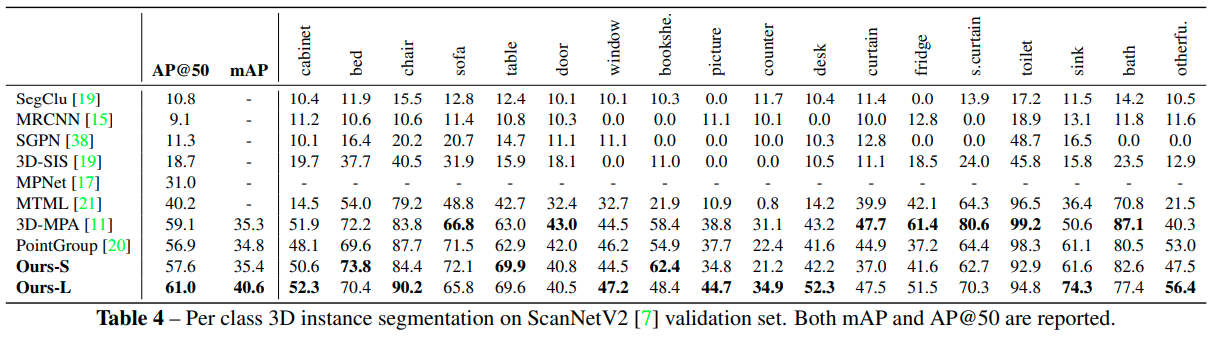 AP@50 mAP cabinet bed chair sofa table door window bookshe. picture counter desk curtain fridge s.curtain toilet sink bath otherfu.
SegClu [19] 10.8 - 10.4 11.9 15.5 12.8 12.4 10.1 10.1 10.3 0.0 11.7 10.4 11.4 0.0 13.9 17.2 11.5 14.2 10.5
MRCNN [15] 9.1 - 11.2 10.6 10.6 11.4 10.8 10.3 0.0 0.0 11.1 10.1 0.0 10.0 12.8 0.0 18.9 13.1 11.8 11.6
SGPN [38] 11.3 - 10.1 16.4 20.2 20.7 14.7 11.1 11.1 0.0 0.0 10.0 10.3 12.8 0.0 0.0 48.7 16.5 0.0 0.0
3D-SIS [19] 18.7 - 19.7 37.7 40.5 31.9 15.9 18.1 0.0 11.0 0.0 0.0 10.5 11.1 18.5 24.0 45.8 15.8 23.5 12.9
MPNet [17] 31.0 - - - - - - - - - - - - - - - - - - -
MTML [21] 40.2 - 14.5 54.0 79.2 48.8 42.7 32.4 32.7 21.9 10.9 0.8 14.2 39.9 42.1 64.3 96.5 36.4 70.8 21.5
3D-MPA [11] 59.1 35.3 51.9 72.2 83.8 66.8 63.0 43.0 44.5 58.4 38.8 31.1 43.2 47.7 61.4 80.6 99.2 50.6 87.1 40.3
PointGroup [20] 56.9 34.8 48.1 69.6 87.7 71.5 62.9 42.0 46.2 54.9 37.7 22.4 41.6 44.9 37.2 64.4 98.3 61.1 80.5 53.0
Ours-S 57.6 35.4 50.6 73.8 84.4 72.1 69.9 40.8 44.5 62.4 34.8 21.2 42.2 37.0 41.6 62.7 92.9 61.6 82.6 47.5
Ours-L 61.0 40.6 52.3 70.4 90.2 65.8 69.6 40.5 47.2 48.4 44.7 34.9 52.3 47.5 51.5 70.3 94.8 74.3 77.4 56.4
Table 4 – Per class 3D instance segmentation on ScanNetV2 [7] validation set. Both mAP and AP@50 are reported.